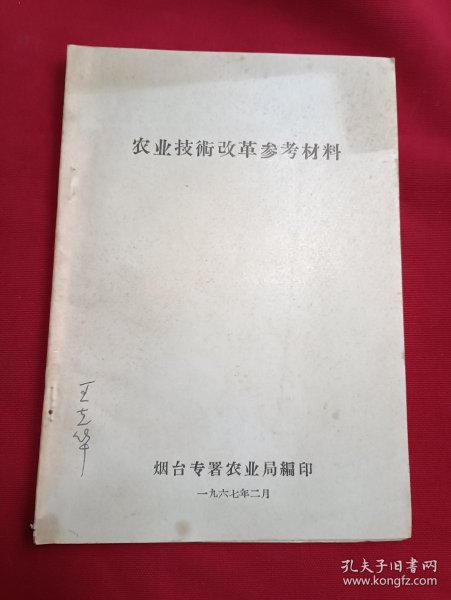 农业技術改革参考材料
王志华
烟台专署农业局編印
一九六七年二月
孔夫子旧书网
www.kongfz.com